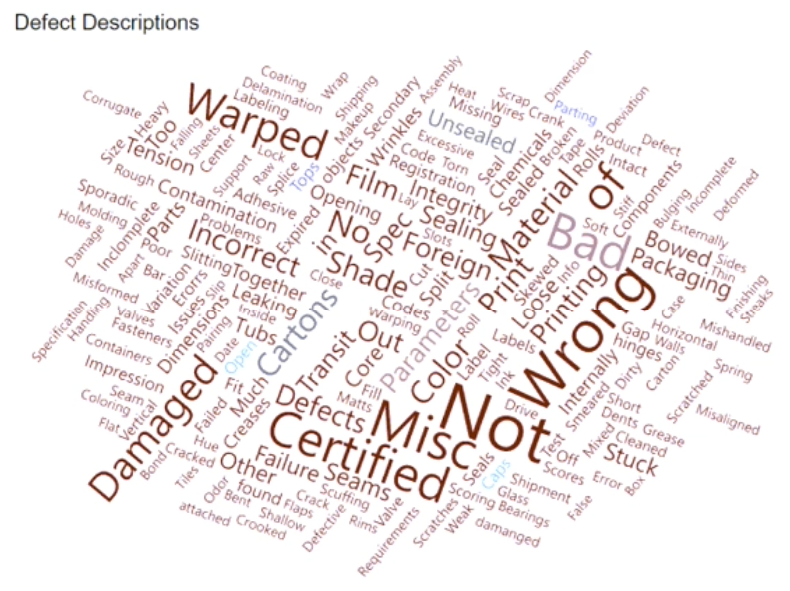 Defect Descriptions
Dimension
Assembly
Coating
Wrap
Delamination
Shipping
Heat
Scrap
Crank
Parting
Deviation
Corrugate
Warped
Labeling
Makeup
Secondary
Missing
Wires
Unsealed
Product
Defect
Size
Heavy
Too
Falling
Sheets
Center
Lock
Raw
Splice
Support
Tops
objects
Wrinkles
Excessive
Code
Torn
Registration
Seal
Chemicals
Sealed
Broken
Tape
Rolls
Intact
Tension
Rough
Contamination
Adhesive
Film
Lay
Integrity
Opening
Material
of
Stiff
Components
Incomplete
Deformed
Sporadic
Molding
Holes
Damage
Inclomplete
Parts
Problems
Incorrect
Expired
in
No
Spec
Sealing
Slots
Foreign
Bad
Soft
Bulging
Externally
Bowed
Sides
Packaging
Thin
Poor
Slitting
Together
Shade
Close
Cut
Split
Print
Skewed
Info
Loose
Printing
Fnishing
Steaks
Misformed
Apart
Bar
Variation
Erorrs
Slip
Issues
Leaking
Inside
Cartons
Codes
warping
Parameters
Roll
Wrong
Case
Specification
Handling
Valves
Fasteners
Dimensions
Pairing
Date
Tubs
Open
Transit
Out
Core
Color
Label
Labels
Tight
Ink
Gap
Walls
hinges
Horizontal
Mishandled
Containers
Impression
Damaged
Fit
Much
Fill
Matts
Not
Drive
Internally
Smeared
Dirty
Carton
Spring
Scratched
Seam
Coloring
Flat
Vertical
Failed
Hue
Creases
Defects
Misc
Certified
Short
Dents
Grease
Misaligned
Bond
Cracked
Tiles
Other
Failure
Seams
Seals
Caps
Test
Off
Mixed
Cleaned
Stuck
Scores
Error
Box
Odor
found
Bent
Flaps
Crack
Scuffing
Scoring
Glass
Shipment
Bearings
False
attached
Crooked
Shallow
Defective
Rims
Valve
Requirements
Scratches
Weak
damanged